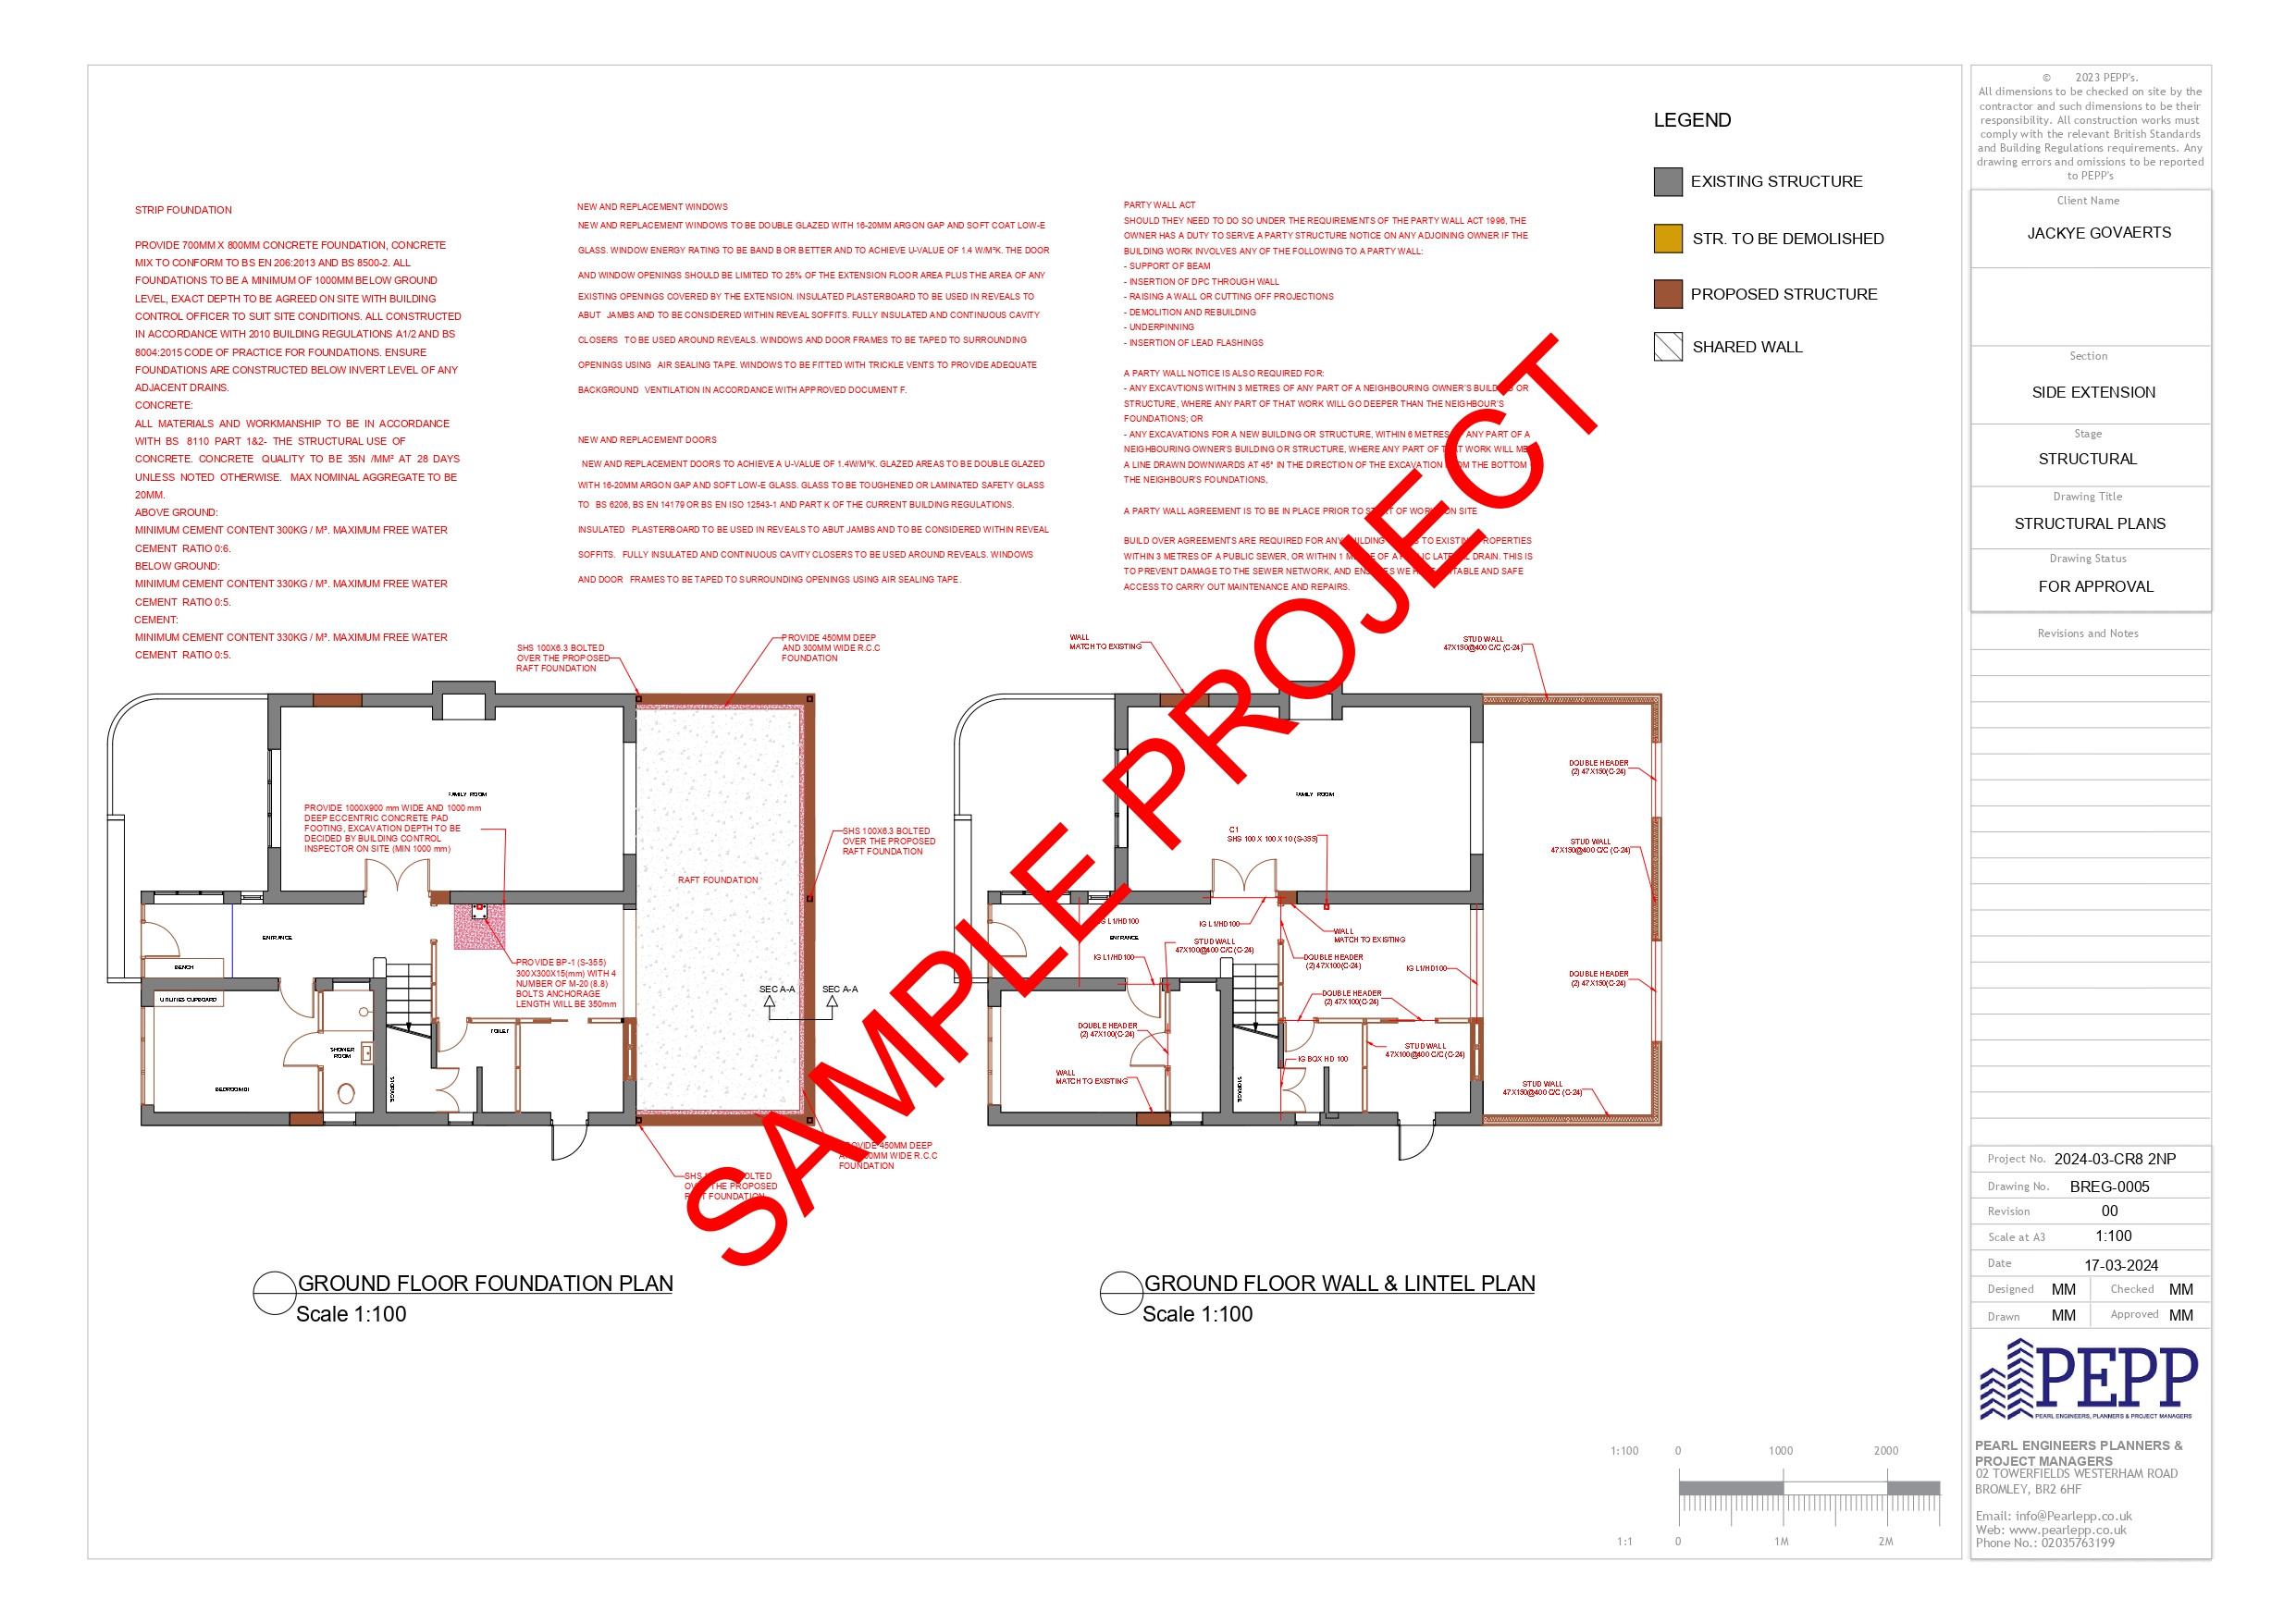 STRIP FOUNDATION
PROVIDE 700MM X 800MM CONCRETE FOUNDATION, CONCRETE
MIX TO CONFORM TO BS EN 206:2013 AND BS 8500-2. ALL
FOUNDATIONS TO BE A MINIMUM OF 1000MM BELOW GROUND
LEVEL, EXACT DEPTH TO BE AGREED ON SITE WITH BUILDING
CONTROL OFFICER TO SUIT SITE CONDITIONS. ALL CONSTRUCTED
IN ACCORDANCE WITH 2010 BUILDING REGULATIONS A1/2 AND BS
8004:2015 CODE OF PRACTICE FOR FOUNDATIONS. ENSURE
FOUNDATIONS ARE CONSTRUCTED BELOW INVERT LEVEL OF ANY
ADJACENT DRAINS.
CONCRETE:
ALL MATERIALS AND WORKMANSHIP TO BE IN ACCORDANCE
WITH BS 8110 PART 1&2- THE STRUCTURAL USE OF
CONCRETE. CONCRETE QUALITY TO BE 35N /MM² AT 28 DAYS
UNLESS NOTED OTHERWISE. MAX NOMINAL AGGREGATE TO BE
20MM.
ABOVE GROUND:
MINIMUM CEMENT CONTENT 300KG / M³. MAXIMUM FREE WATER
CEMENT RATIO 0:6.
BELOW GROUND:
MINIMUM CEMENT CONTENT 330KG / M³. MAXIMUM FREE WATER
CEMENT RATIO 0:5.
CEMENT:
MINIMUM CEMENT CONTENT 330KG / M³. MAXIMUM FREE WATER
CEMENT RATIO 0:5.
NEW AND REPLACEMENT WINDOWS
NEW AND REPLACEMENT WINDOWS TO BE DOUBLE GLAZED WITH 16-20MM ARGON GAP AND SOFT COAT LOW-E
GLASS. WINDOW ENERGY RATING TO BE BAND B OR BETTER AND TO ACHIEVE U-VALUE OF 1.4 W/M²K. THE DOOR
AND WINDOW OPENINGS SHOULD BE LIMITED TO 25% OF THE EXTENSION FLOOR AREA PLUS THE AREA OF ANY
EXISTING OPENINGS COVERED BY THE EXTENSION. INSULATED PLASTERBOARD TO BE USED IN REVEALS TO
ABUT JAMBS AND TO BE CONSIDERED WITHIN REVEAL SOFFITS. FULLY INSULATED AND CONTINUOUS CAVITY
CLOSERS TO BE USED AROUND REVEALS. WINDOWS AND DOOR FRAMES TO BE TAPED TO SURROUNDING
OPENINGS USING AIR SEALING TAPE. WINDOWS TO BE FITTED WITH TRICKLE VENTS TO PROVIDE ADEQUATE
BACKGROUND VENTILATION IN ACCORDANCE WITH APPROVED DOCUMENT F.
NEW AND REPLACEMENT DOORS
NEW AND REPLACEMENT DOORS TO ACHIEVE A U-VALUE OF 1.4W/M²K. GLAZED AREAS TO BE DOUBLE GLAZED
WITH 16-20MM ARGON GAP AND SOFT LOW-E GLASS. GLASS TO BE TOUGHENED OR LAMINATED SAFETY GLASS
TO BS 6206, BS EN 14179 OR BS EN ISO 12543-1 AND PART K OF THE CURRENT BUILDING REGULATIONS.
INSULATED PLASTERBOARD TO BE USED IN REVEALS TO ABUT JAMBS AND TO BE CONSIDERED WITHIN REVEAL
SOFFITS. FULLY INSULATED AND CONTINUOUS CAVITY CLOSERS TO BE USED AROUND REVEALS. WINDOWS
AND DOOR FRAMES TO BE TAPED TO SURROUNDING OPENINGS USING AIR SEALING TAPE.
PARTY WALL ACT
SHOULD THEY NEED TO DO SO UNDER THE REQUIREMENTS OF THE PARTY WALL ACT 1996, THE
OWNER HAS A DUTY TO SERVE A PARTY STRUCTURE NOTICE ON ANY ADJOINING OWNER IF THE
BUILDING WORK INVOLVES ANY OF THE FOLLOWING TO A PARTY WALL:
- SUPPORT OF BEAM
- INSERTION OF DPC THROUGH WALL
- RAISING A WALL OR CUTTING OFF PROJECTIONS
- DEMOLITION AND REBUILDING
- UNDERPINNING
- INSERTION OF LEAD FLASHINGS
A PARTY WALL NOTICE IS ALSO REQUIRED FOR:
- ANY EXCAVTIONS WITHIN 3 METRES OF ANY PART OF A NEIGHBOURING OWNER'S BUILDING OR
STRUCTURE, WHERE ANY PART OF THAT WORK WILL GO DEEPER THAN THE NEIGHBOUR'S
FOUNDATIONS; OR
- ANY EXCAVATIONS FOR A NEW BUILDING OR STRUCTURE, WITHIN 6 METRES ANY PART OF A
NEIGHBOURING OWNER'S BUILDING OR STRUCTURE, WHERE ANY PART OF THAT WORK WILL
A LINE DRAWN DOWNWARDS AT 45° IN THE DIRECTION OF THE EXCAVATION FROM THE BOTTOM
THE NEIGHBOUR'S FOUNDATIONS,
A PARTY WALL AGREEMENT IS TO BE IN PLACE PRIOR TO START OF WORKS ON SITE
BUILD OVER AGREEMENTS ARE REQUIRED FOR ANY BUILDING TO EXISTING PROPERTIES
WITHIN 3 METRES OF A PUBLIC SEWER, OR WITHIN 1 METRE OF A PUBLIC LATERAL DRAIN. THIS IS
TO PREVENT DAMAGE TO THE SEWER NETWORK, AND WE SUITABLE AND SAFE
ACCESS TO CARRY OUT MAINTENANCE AND REPAIRS.
LEGEND
EXISTING STRUCTURE
STR. TO BE DEMOLISHED
PROPOSED STRUCTURE
SHARED WALL
SHS 100X6.3 BOLTED
OVER THE PROPOSED
RAFT FOUNDATION
PROVIDE 450MM DEEP
AND 300MM WIDE R.C.C
FOUNDATION
FAMILY ROOM
PROVIDE 1000X900 mm WIDE AND 1000 mm
DEEP ECCENTRIC CONCRETE PAD
FOOTING, EXCAVATION DEPTH TO BE
DECIDED BY BUILDING CONTROL
INSPECTOR ON SITE (MIN 1000 mm)
SHS 100X6.3 BOLTED
OVER THE PROPOSED
RAFT FOUNDATION
RAFT FOUNDATION
ENTRANCE
BENCH
UTILITIES CUPBOARD
PROVIDE BP-1 (S-355)
300X300X15(mm) WITH 4
NUMBER OF M-20 (8.8)
BOLTS ANCHORAGE
LENGTH WILL BE 350mm
SEC A-A
SEC A-A
TOILET
SHOWER
ROOM
STORAGE
BEDROOM 01
PROVIDE 450MM DEEP
AND 300MM WIDE R.C.C
FOUNDATION
SHS BOLTED
OVER THE PROPOSED
RAFT FOUNDATION
GROUND FLOOR FOUNDATION PLAN
Scale 1:100
WALL
MATCH TO EXISTING
STUD WALL
47X150@400 C/C (C-24)
FAMILY ROOM
DOUBLE HEADER
(2) 47X150(C-24)
C1
SHS 100 X 100 X 10 (S-355)
STUD WALL
47X150@400 C/C (C-24)
IG L1/HD100
IG L1/HD100
ENTRANCE
STUD WALL
47X100@400 C/C (C-24)
WALL
MATCH TO EXISTING
IG L1/HD100
DOUBLE HEADER
(2) 47X100(C-24)
IG L1/HD100
DOUBLE HEADER
(2) 47X150(C-24)
DOUBLE HEADER
(2) 47X100(C-24)
DOUBLE HEADER
(2) 47X100(C-24)
STUD WALL
47X100@400 C/C (C-24)
IG BOX HD 100
WALL
MATCH TO EXISTING
STORAGE
STUD WALL
47X150@400 C/C (C-24)
GROUND FLOOR WALL & LINTEL PLAN
Scale 1:100
SAMPLE PROJECT
1:100 0 1000 2000
1:1 0 1M 2M
© 2023 PEPP's.
All dimensions to be checked on site by the
contractor and such dimensions to be their
responsibility. All construction works must
comply with the relevant British Standards
and Building Regulations requirements. Any
drawing errors and omissions to be reported
to PEPP's
Client Name
JACKYE GOVAERTS
Section
SIDE EXTENSION
Stage
STRUCTURAL
Drawing Title
STRUCTURAL PLANS
Drawing Status
FOR APPROVAL
Revisions and Notes
Project No. 2024-03-CR8 2NP
Drawing No. BREG-0005
Revision 00
Scale at A3 1:100
Date 17-03-2024
Designed MM Checked MM
Drawn MM Approved MM
PEPP
PEARL ENGINEERS, PLANNERS & PROJECT MANAGERS
PEARL ENGINEERS PLANNERS &
PROJECT MANAGERS
02 TOWERFIELDS WESTERHAM ROAD
BROMLEY, BR2 6HF
Email: info@Pearlepp.co.uk
Web: www.pearlepp.co.uk
Phone No.: 02035763199